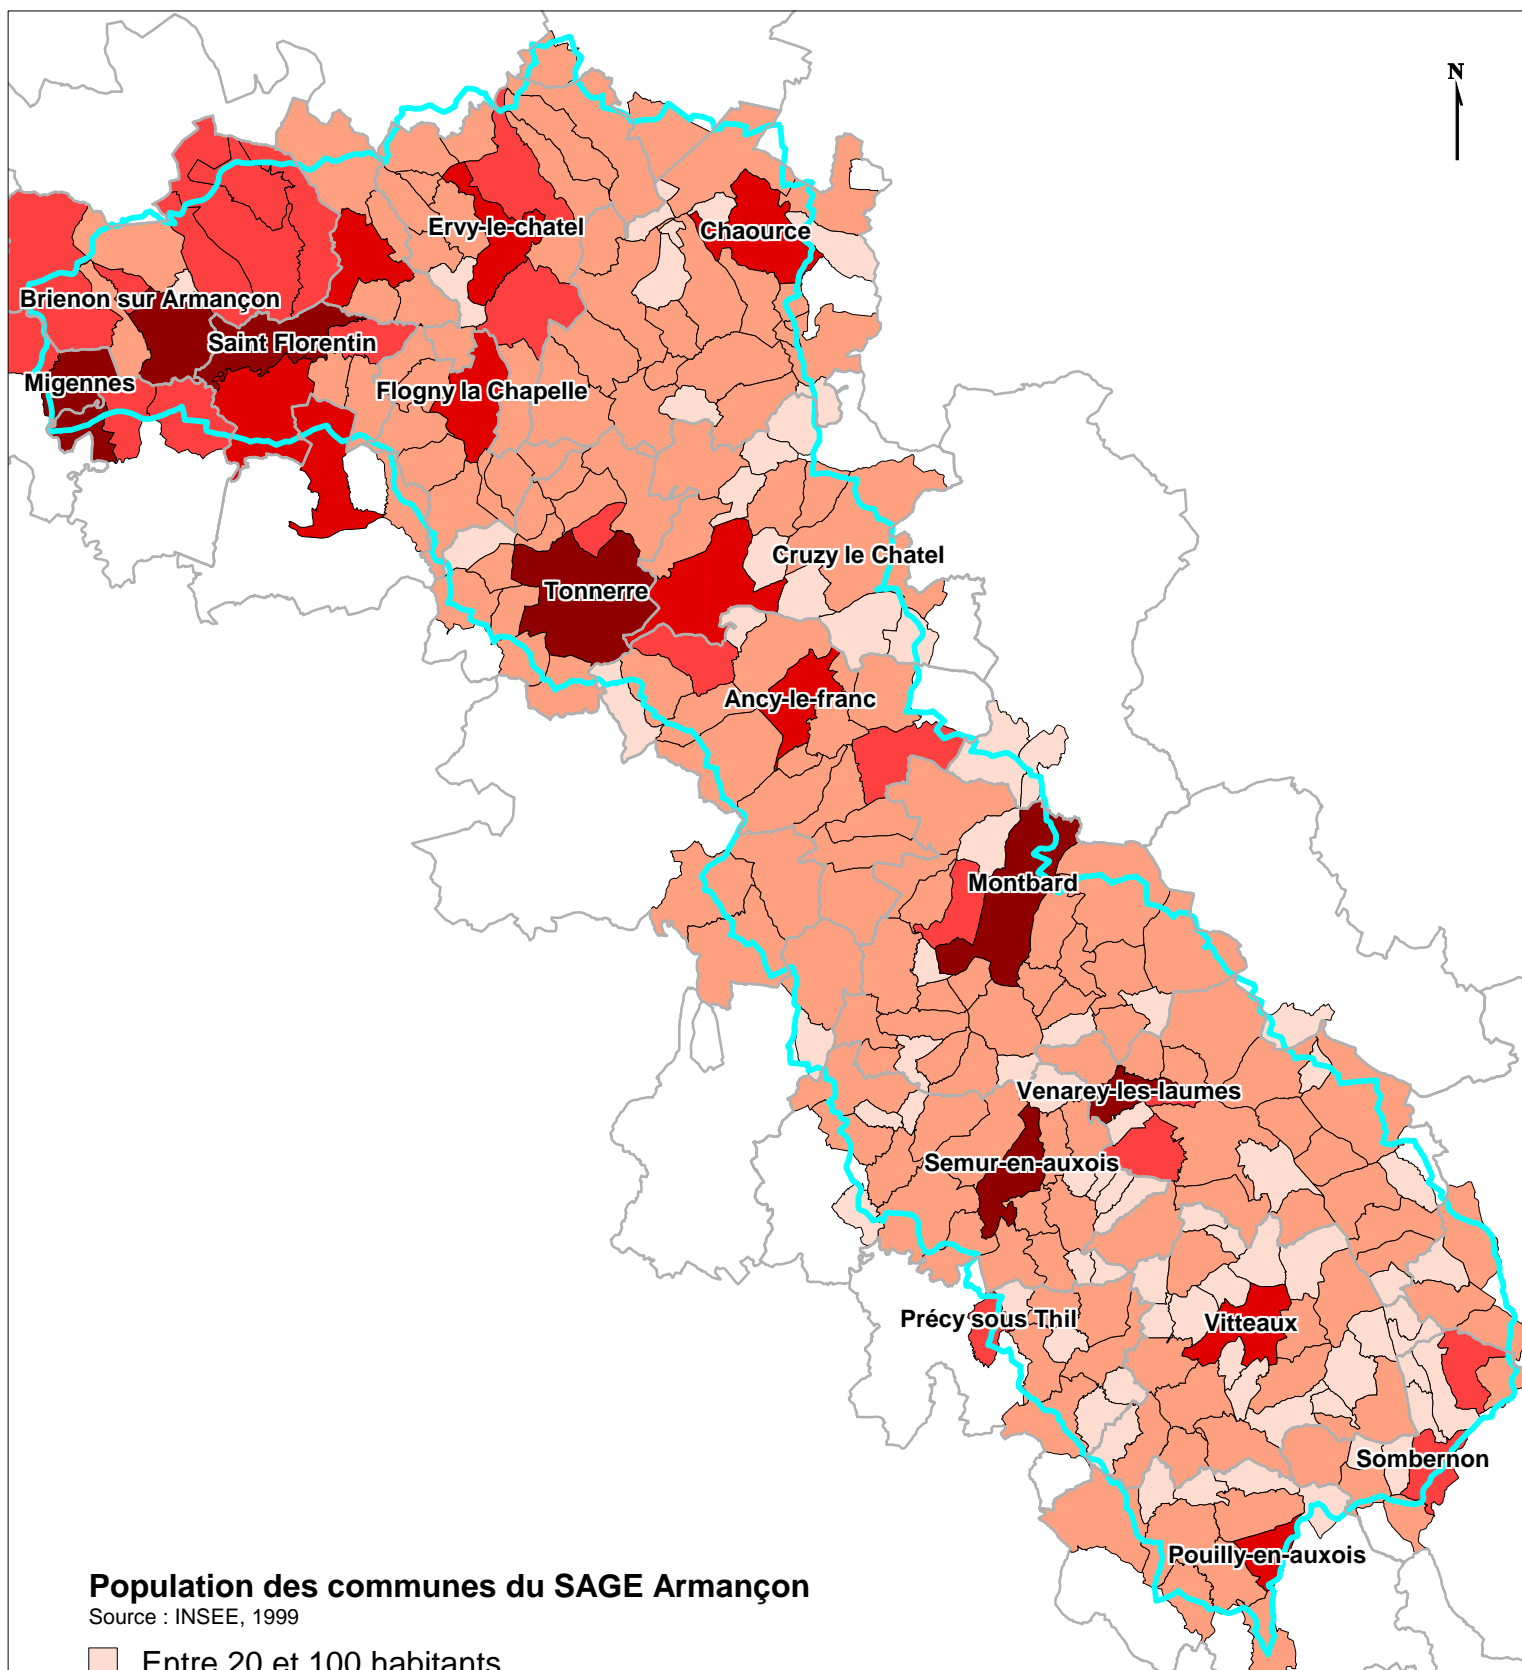 N
Ervy-le-chatel
Chaource
Brienon sur Armançon
Saint Florentin
Migennes
Flogny la Chapelle
Cruzy le Chatel
Tonnerre
Ancy-le-franc
Montbard
Venarey-les-laumes
Semur-en-auxois
Précy sous Thil
Vitteaux
Sombernon
Pouilly-en-auxois
Population des communes du SAGE Armançon
Source : INSEE, 1999
Entre 20 et 100 habitants